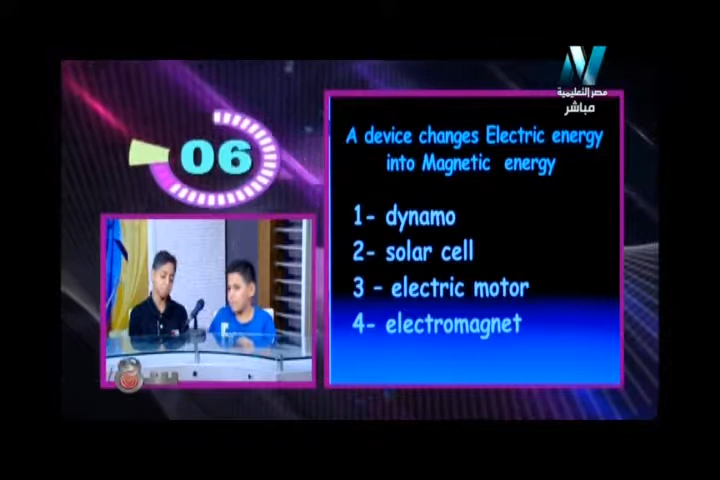 مصر التعليمية
مباشر
06
A device changes Electric energy
into Magnetic energy
1- dynamo
2- solar cell
3 - electric motor
4- electromagnet